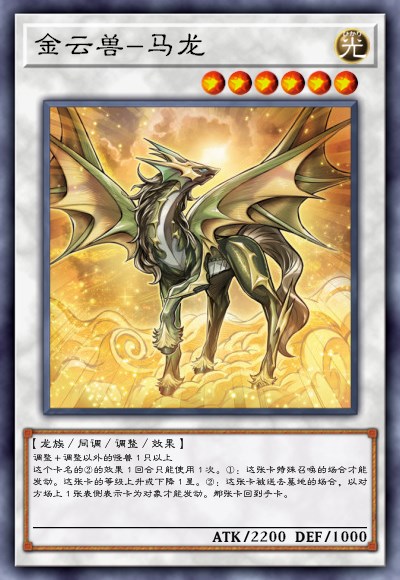 金云兽-马龙
光
【龙族／同调／调整／效果】
调整＋调整以外的怪兽１只以上
这个卡名的②的效果１回合只能使用１次。①：这张卡特殊召唤的场合才能
发动。这张卡的等级上升或下降１星。②：这张卡被送去墓地的场合，以对
方场上１张表侧表示卡为对象才能发动。那张卡回到手卡。
ATK/2200 DEF/1000